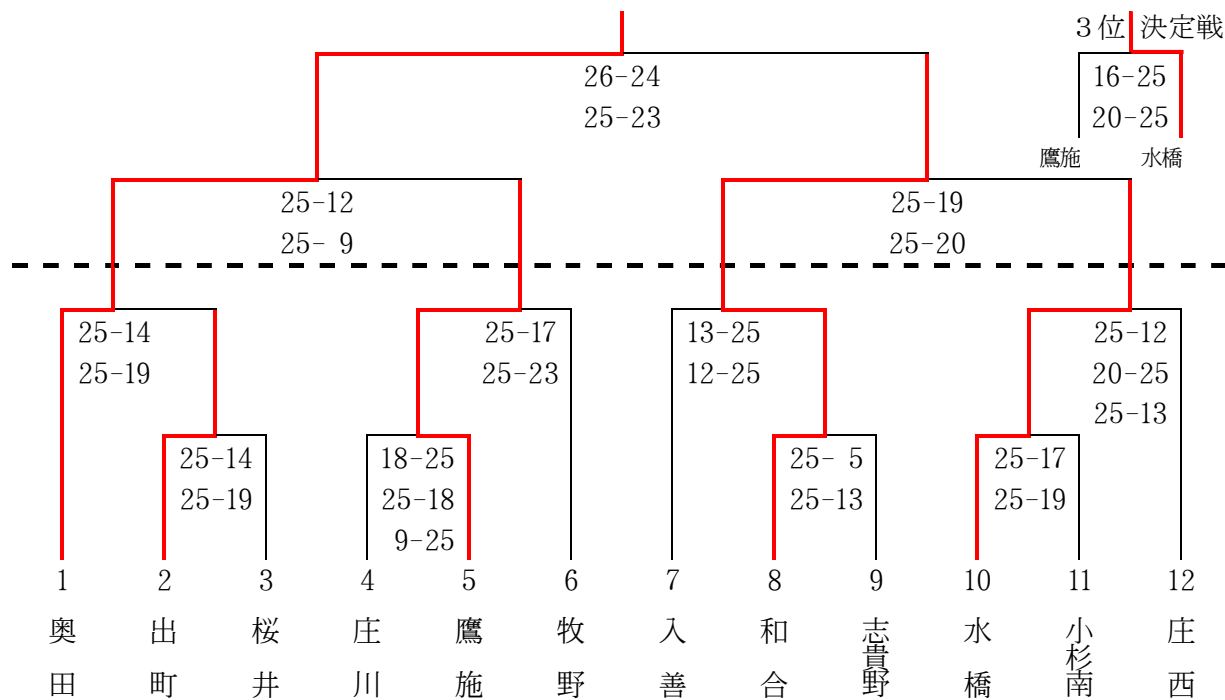 3位 決定戦
26-24
25-23
16-25
20-25
鷹施 水橋
25-12
25- 9
25-19
25-20
25-14
25-19
25-17
25-23
13-25
12-25
25-12
20-25
25-13
25-14
25-19
18-25
25-18
9-25
25- 5
25-13
25-17
25-19
1 2 3 4 5 6 7 8 9 10 11 12
奥田
出町
桜井
庄川
鷹施
牧野
入善
和合
志貴野
水橋
小杉南
庄西